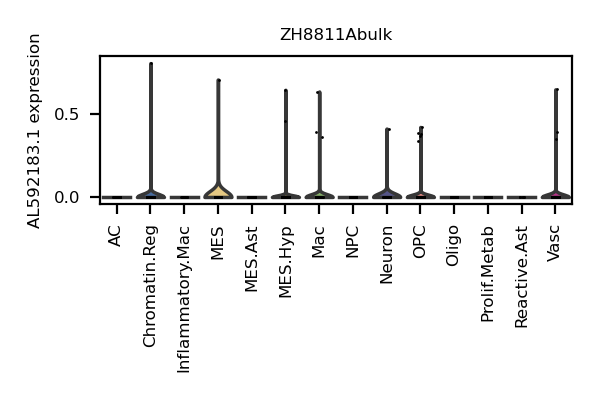 ZH8811Abulk
AL592183.1 expression
0.5
0.0
AC
Chromatin.Reg
Inflammatory.Mac
MES
MES.Ast
MES.Hyp
Mac
NPC
Neuron
OPC
Oligo
Prolif.Metab
Reactive.Ast
Vasc